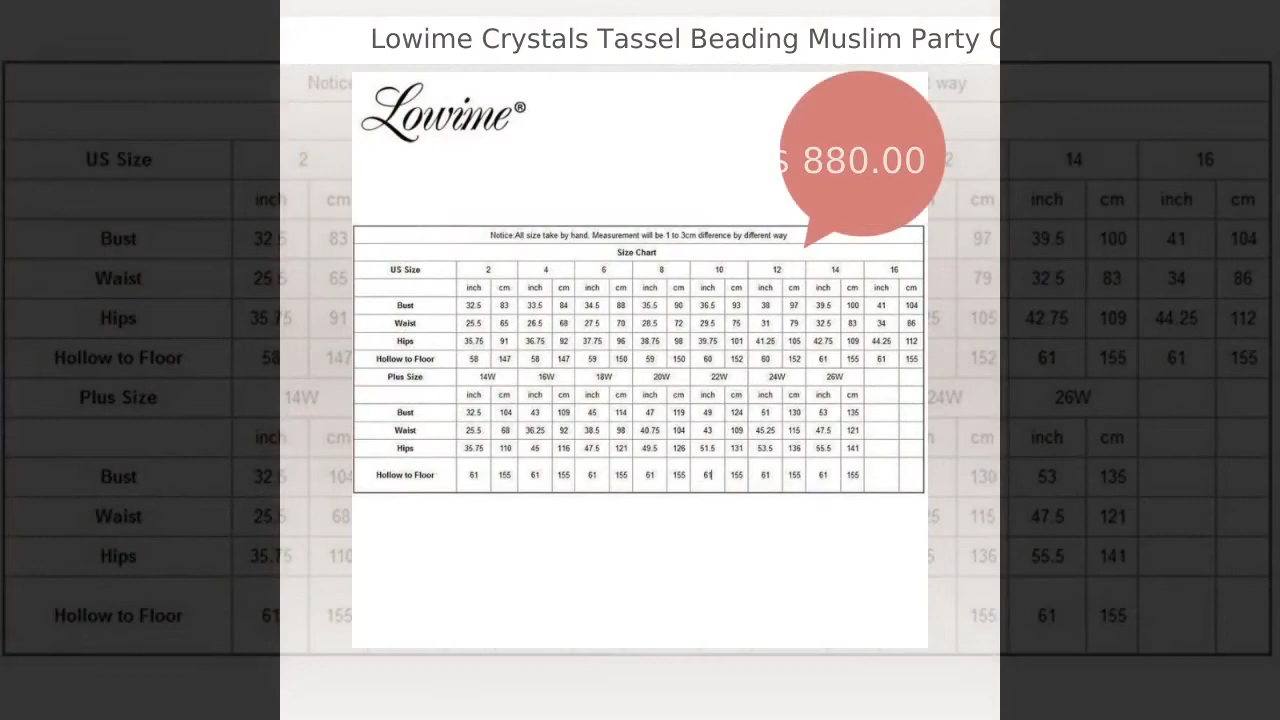 Lowime Crystals Tassel Beading Muslim Party
Lowime®
$ 880.00
Notice:All size take by hand. Measurement will be 1 to 3cm difference by different way
Size Chart
US Size 2 4 6 8 10 12 14 16
inch cm inch cm inch cm inch cm inch cm inch cm inch cm inch cm
Bust 32.5 83 33.5 84 34.5 88 35.5 90 36.5 93 38 97 39.5 100 41 104
Waist 25.5 65 26.5 68 27.5 70 28.5 72 29.5 75 31 79 32.5 83 34 86
Hips 35.75 91 36.75 92 37.75 96 38.75 98 39.75 101 41.25 105 42.75 109 44.25 112
Hollow to Floor 58 147 58 147 59 150 59 150 60 152 60 152 61 155 61 155
Plus Size 14W 16W 18W 20W 22W 24W 26W
inch cm inch cm inch cm inch cm inch cm inch cm inch cm
Bust 32.5 104 43 109 45 114 47 119 49 124 51 130 53 135
Waist 25.5 68 36.25 92 38.5 98 40.75 104 43 109 45.25 115 47.5 121
Hips 35.75 110 45 116 47.5 121 49.5 126 51.5 131 53.5 136 55.5 141
Hollow to Floor 61 155 61 155 61 155 61 155 61 155 61 155 61 155